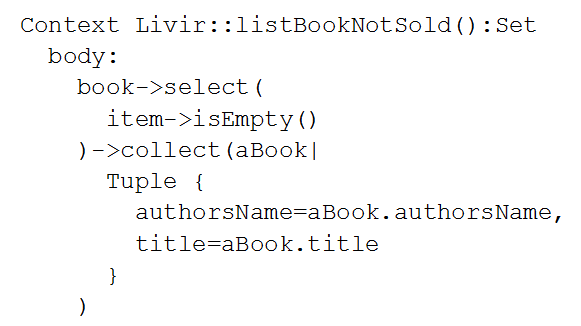 Context Livir::listBookNotSold():Set
  body:
    book->select(
      item->isEmpty()
    )->collect(aBook|
      Tuple {
        authorsName=aBook.authorsName,
        title=aBook.title
      }
    )